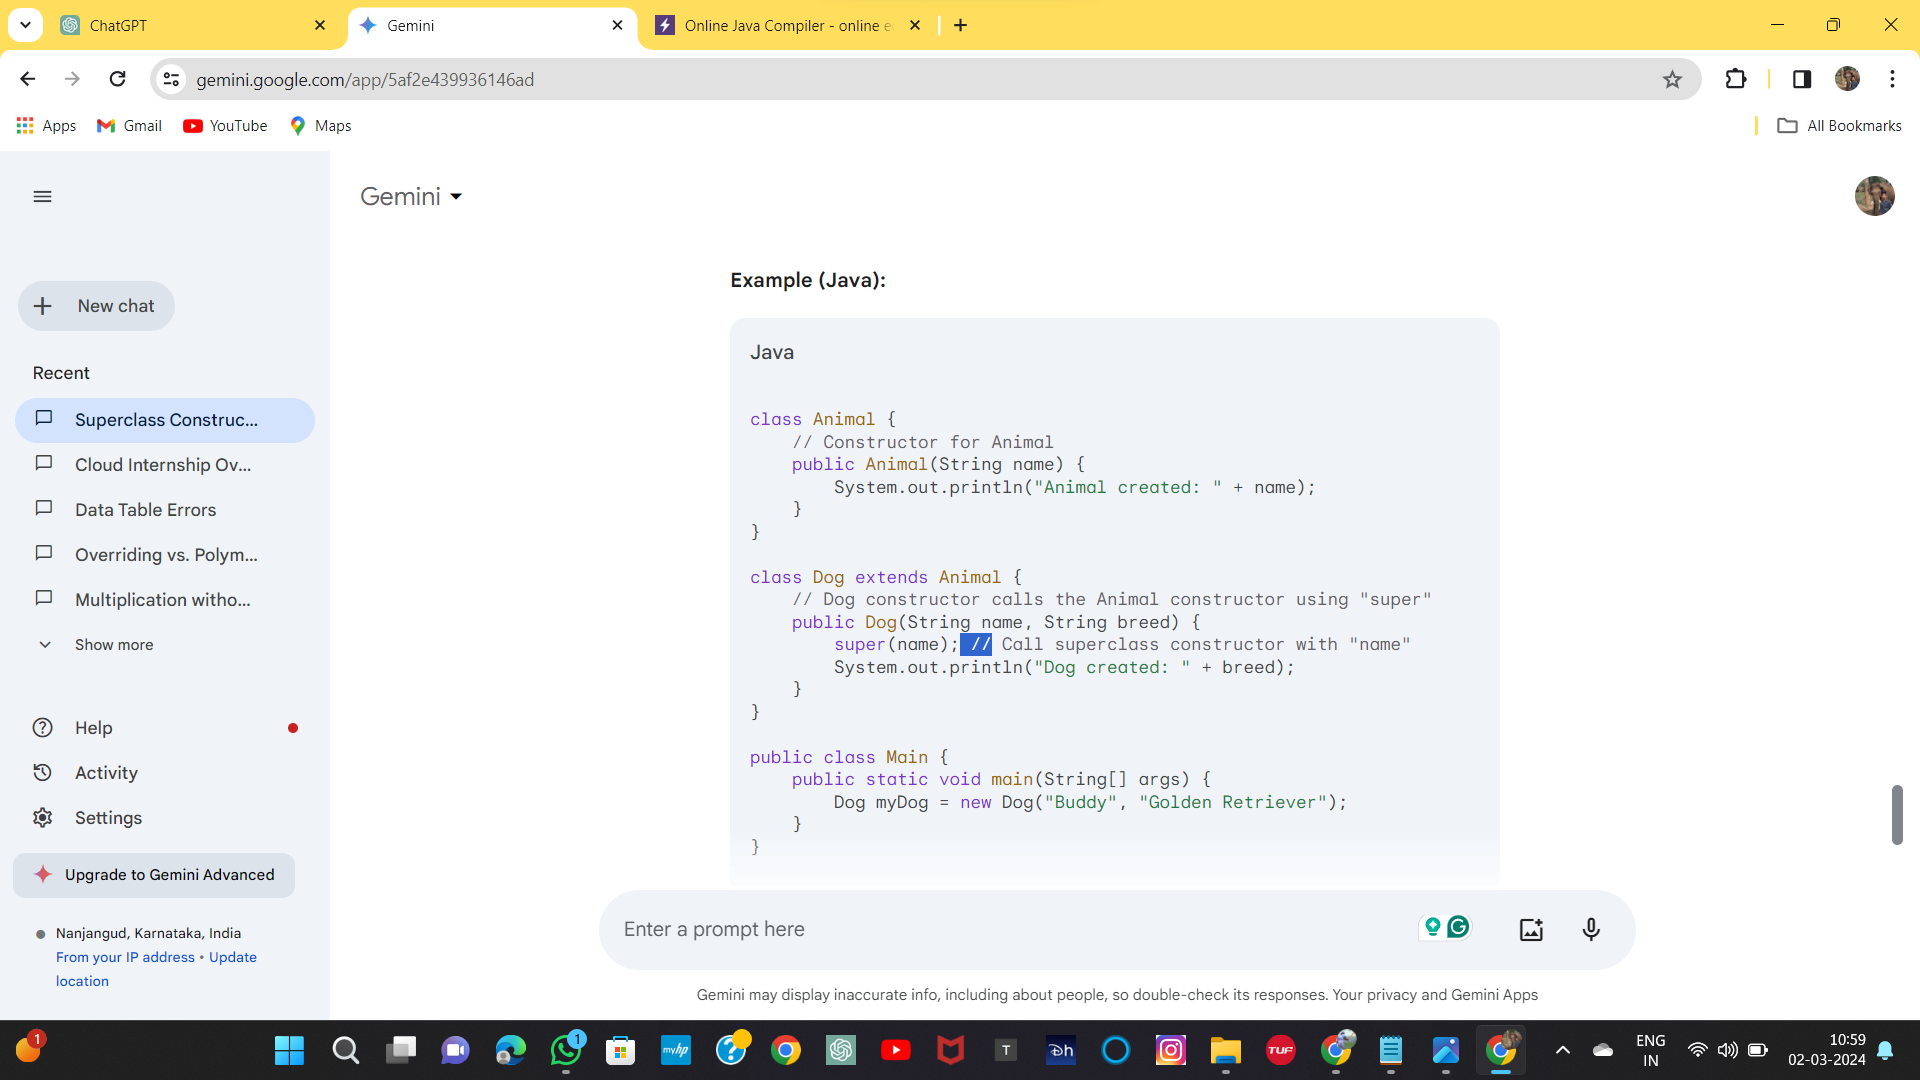 ChatGPT
Gemini
Online Java Compiler - online e
gemini.google.com/app/5af2e439936146ad
Apps
Gmail
YouTube
Maps
All Bookmarks
Gemini
New chat
Recent
Superclass Construc...
Cloud Internship Ov...
Data Table Errors
Overriding vs. Polym...
Multiplication witho...
Show more
Help
Activity
Settings
Upgrade to Gemini Advanced
Nanjangud, Karnataka, India
From your IP address • Update
location
Example (Java):
Java
class Animal {
    // Constructor for Animal
    public Animal(String name) {
        System.out.println("Animal created: " + name);
    }
}
class Dog extends Animal {
    // Dog constructor calls the Animal constructor using "super"
    public Dog(String name, String breed) {
        super(name); // Call superclass constructor with "name"
        System.out.println("Dog created: " + breed);
    }
}
public class Main {
    public static void main(String[] args) {
        Dog myDog = new Dog("Buddy", "Golden Retriever");
    }
}
Enter a prompt here
Gemini may display inaccurate info, including about people, so double-check its responses. Your privacy and Gemini Apps
1
1
myhp
T
Dh
TUF
ENG
IN
10:59
02-03-2024